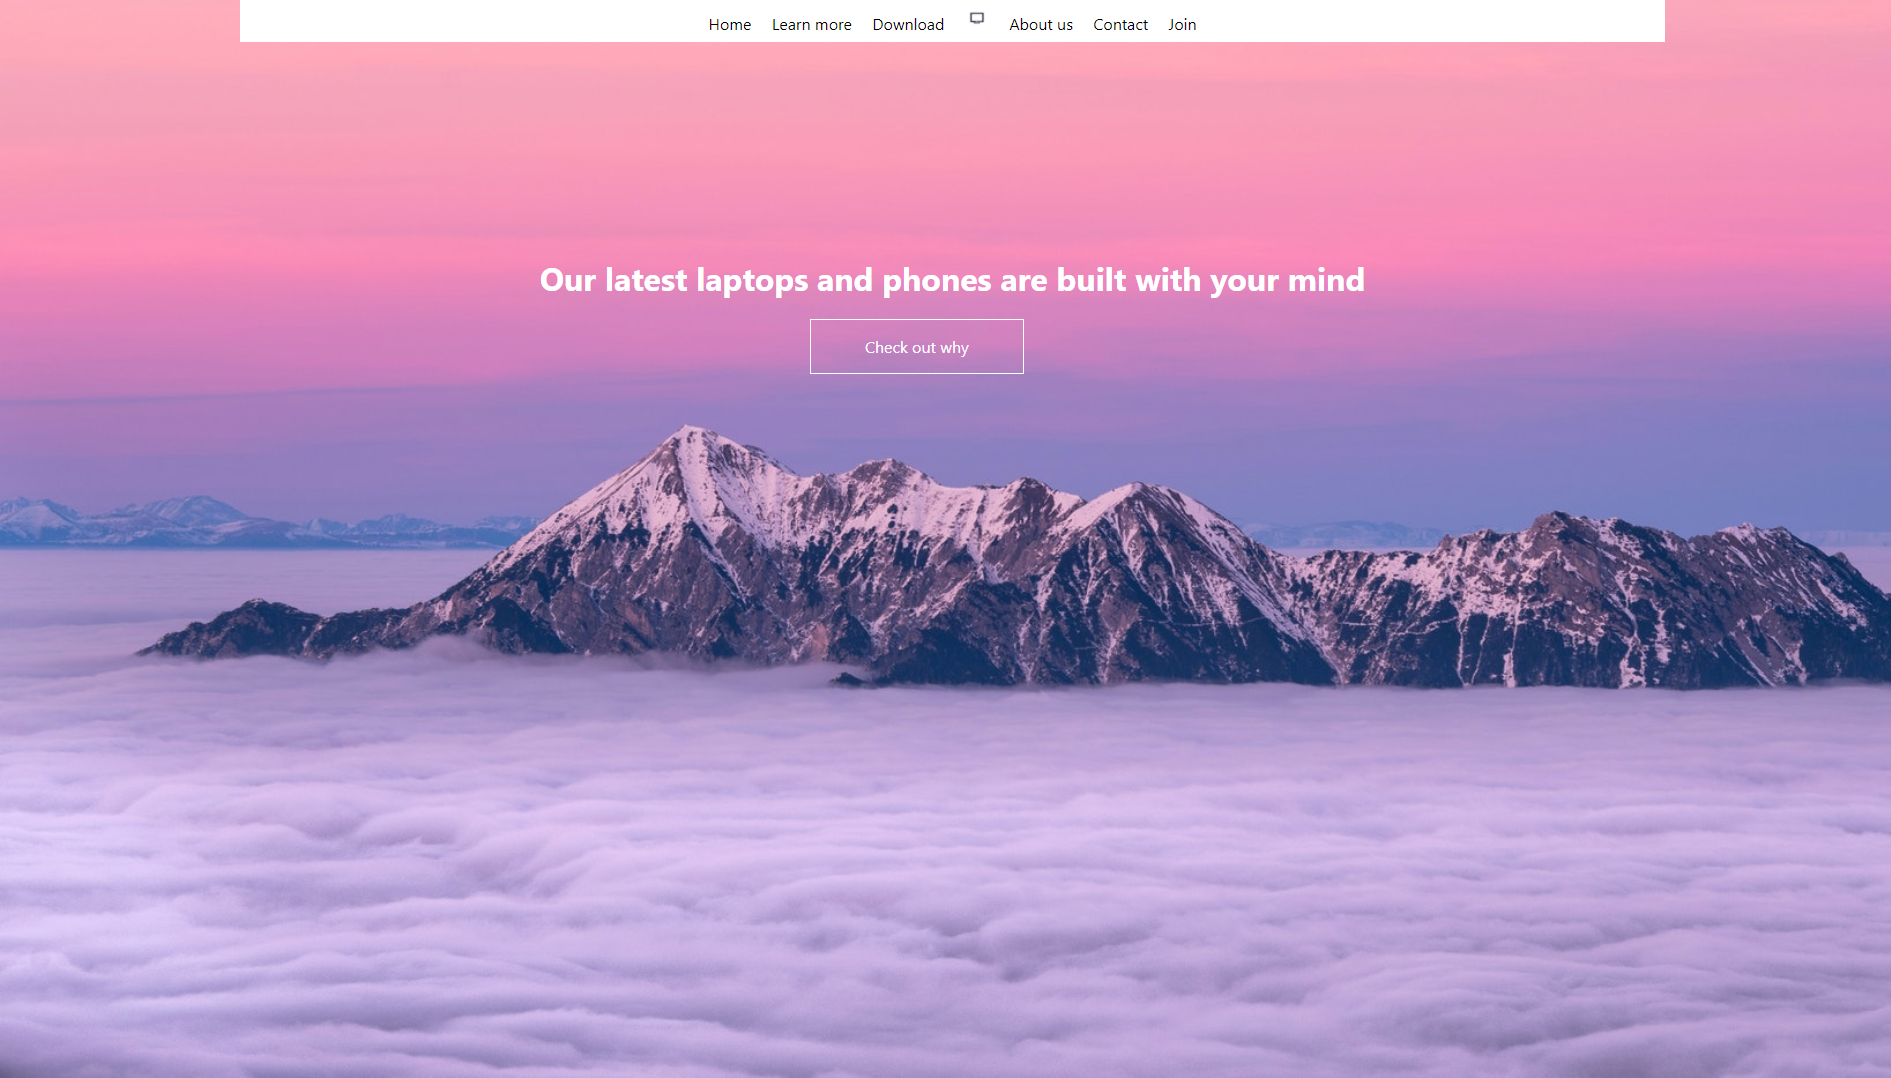 Home Learn more Download About us Contact Join
Our latest laptops and phones are built with your mind
Check out why